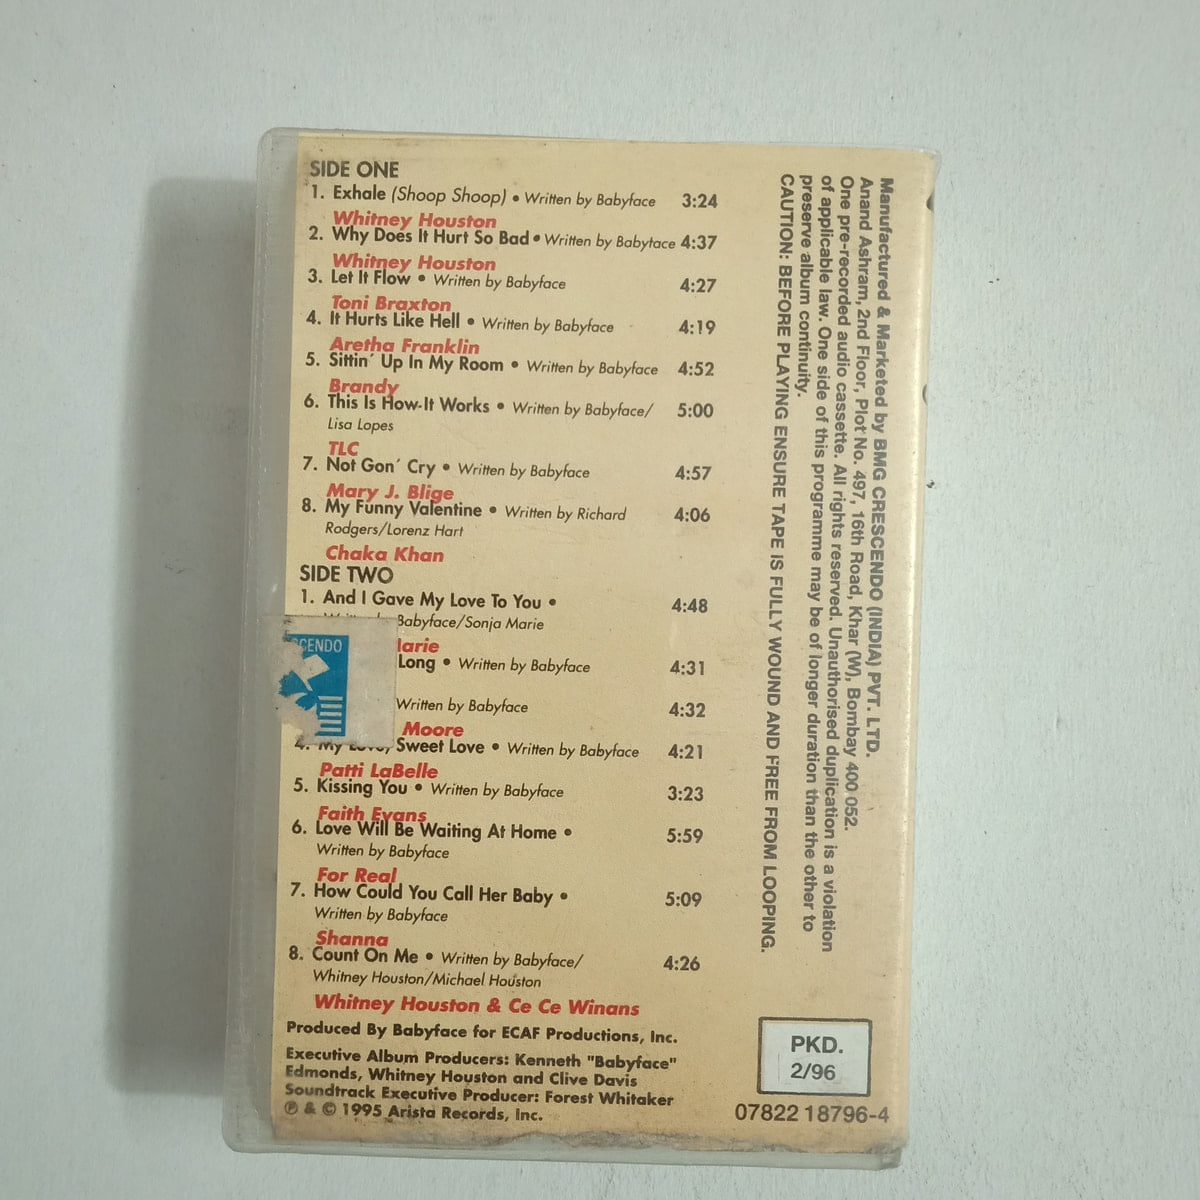 SIDE ONE
1. Exhale (Shoop Shoop) • Written by Babyface 3:24
Whitney Houston
2. Why Does It Hurt So Bad • Written by Babyface 4:37
Whitney Houston
3. Let It Flow • Written by Babyface 4:27
Toni Braxton
4. It Hurts Like Hell • Written by Babyface 4:19
Aretha Franklin
5. Sittin' Up In My Room • Written by Babyface 4:52
Brandy
6. This Is How It Works • Written by Babyface/ 5:00
Lisa Lopes
TLC
7. Not Gon' Cry • Written by Babyface 4:57
Mary J. Blige
8. My Funny Valentine • Written by Richard 4:06
Rodgers/Lorenz Hart
Chaka Khan
SIDE TWO
1. And I Gave My Love To You • 4:48
Babyface/Sonja Marie
Marie
Long • Written by Babyface 4:31
Written by Babyface 4:32
Moore
4. My Love, Sweet Love • Written by Babyface 4:21
Patti LaBelle
5. Kissing You • Written by Babyface 3:23
Faith Evans
6. Love Will Be Waiting At Home • 5:59
Written by Babyface
For Real
7. How Could You Call Her Baby • 5:09
Written by Babyface
Shanna
8. Count On Me • Written by Babyface/ 4:26
Whitney Houston/Michael Houston
Whitney Houston & Ce Ce Winans
Produced By Babyface for ECAF Productions, Inc.
Executive Album Producers: Kenneth "Babyface"
Edmonds, Whitney Houston and Clive Davis
Soundtrack Executive Producer: Forest Whitaker
℗ & © 1995 Arista Records, Inc.
Manufactured & Marketed by BMG CRESCENDO (INDIA) PVT. LTD.
Anand Ashram, 2nd Floor, Plot No. 497, 16th Road, Khar (W), Bombay 400 052.
One pre-recorded audio cassette. All rights reserved. Unauthorised duplication is a violation
of applicable law. One side of this programme may be of longer duration than the other to
preserve album continuity.
CAUTION: BEFORE PLAYING ENSURE TAPE IS FULLY WOUND AND FREE FROM LOOPING.
PKD.
2/96
07822 18796-4